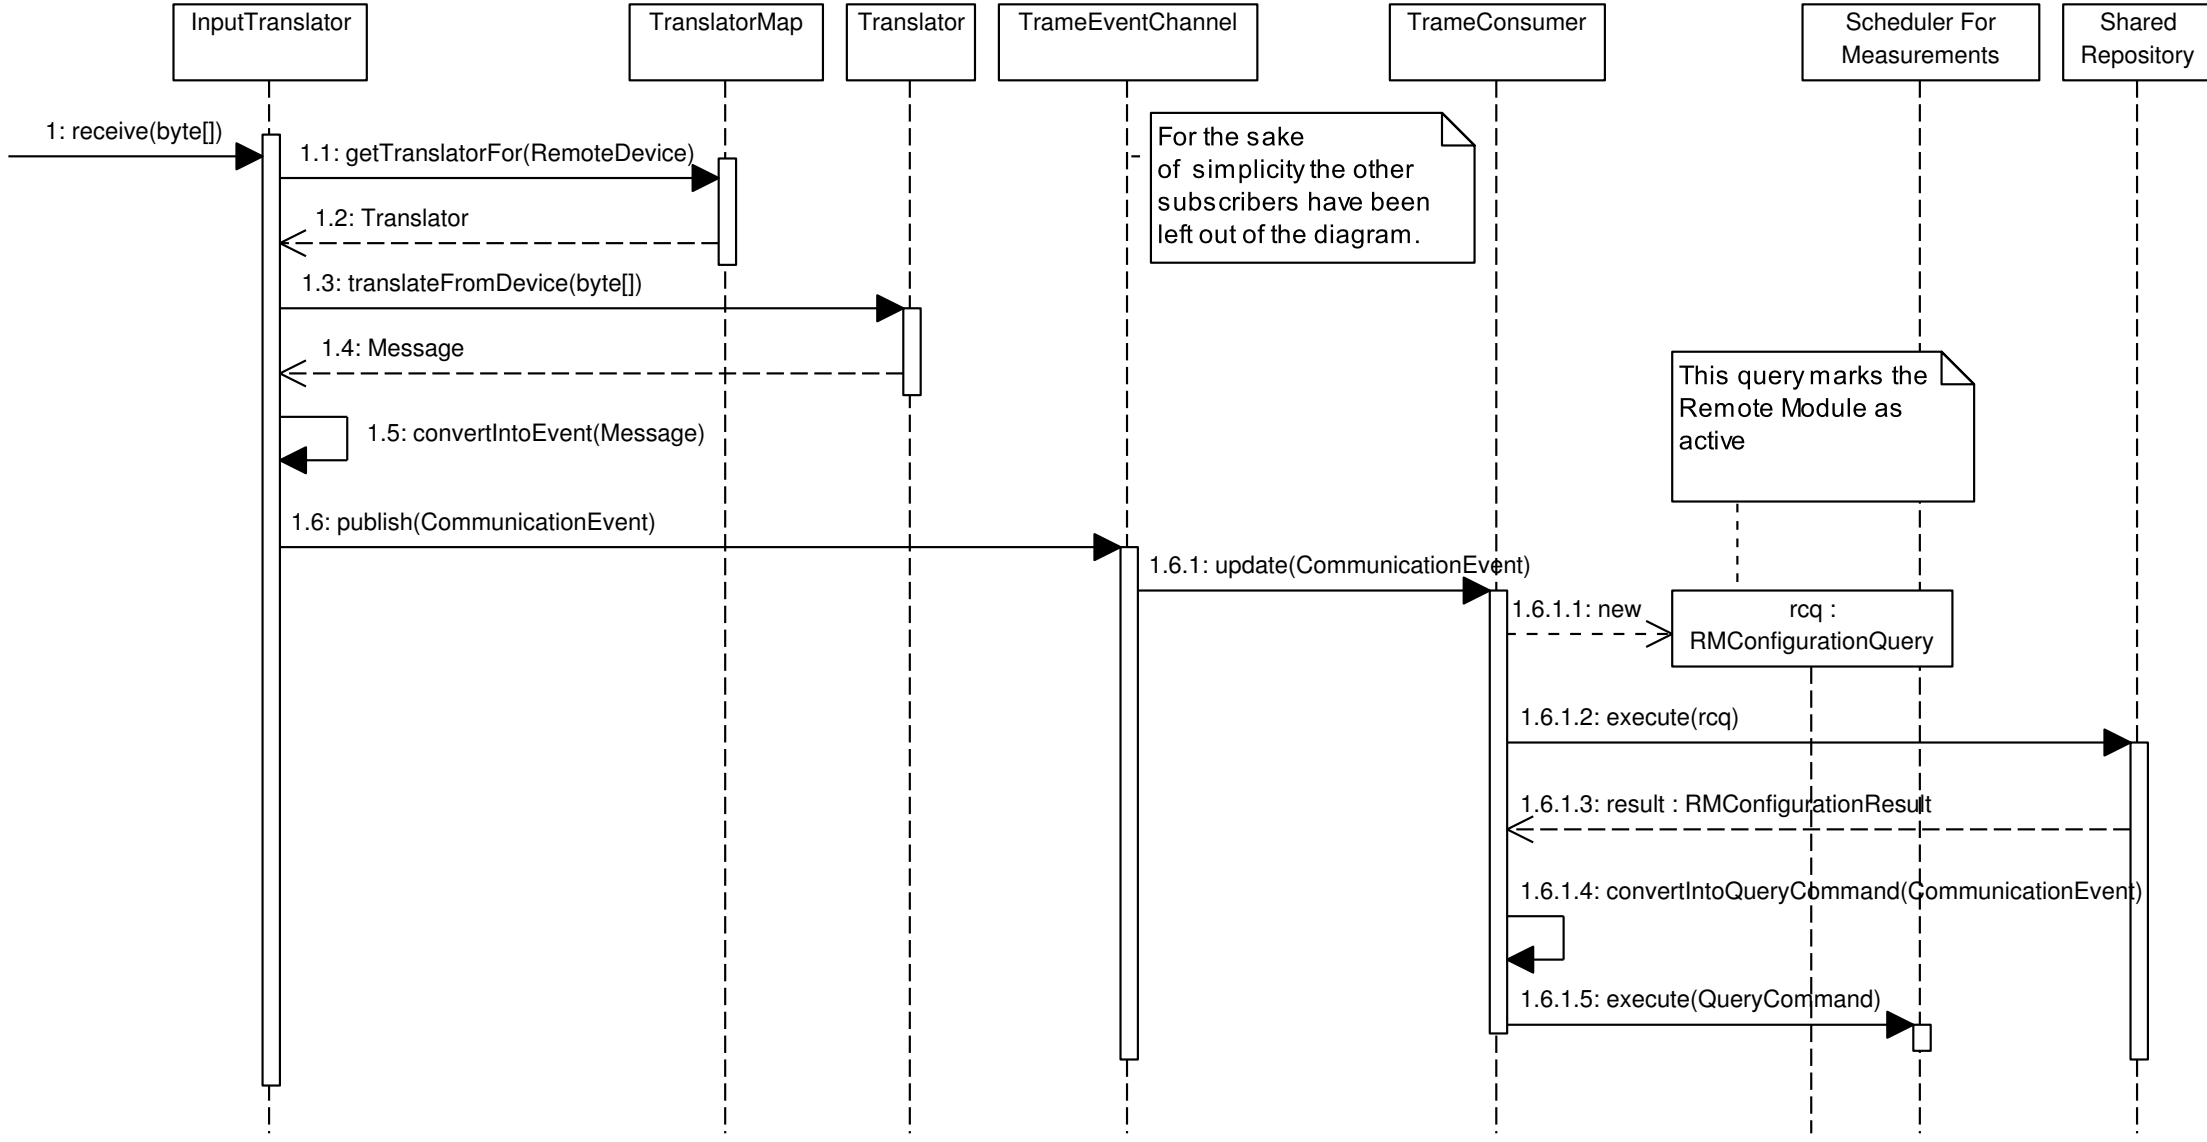 InputTranslator
TranslatorMap
Translator
TrameEventChannel
TrameConsumer
Scheduler For
Measurements
Shared
Repository
1: receive(byte[])
1.1: getTranslatorFor(RemoteDevice)
For the sake
of simplicity the other
subscribers have been
left out of the diagram.
1.2: Translator
1.3: translateFromDevice(byte[])
1.4: Message
This query marks the
Remote Module as
active
1.5: convertIntoEvent(Message)
1.6: publish(CommunicationEvent)
1.6.1: update(CommunicationEvent)
1.6.1.1: new
rcq :
RMConfigurationQuery
1.6.1.2: execute(rcq)
1.6.1.3: result : RMConfigurationResult
1.6.1.4: convertIntoQueryCommand(CommunicationEvent)
1.6.1.5: execute(QueryCommand)